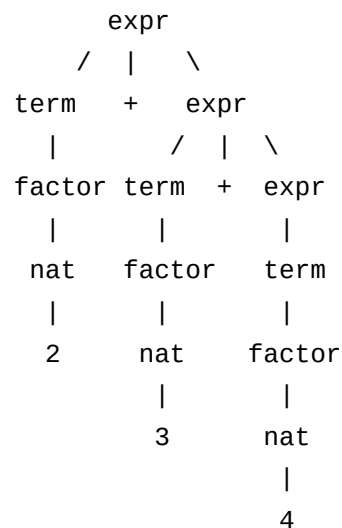 expr
/ | \
term + expr
| / | \
factor term + expr
| | |
nat factor term
| | |
2 nat factor
| |
3 nat
|
4